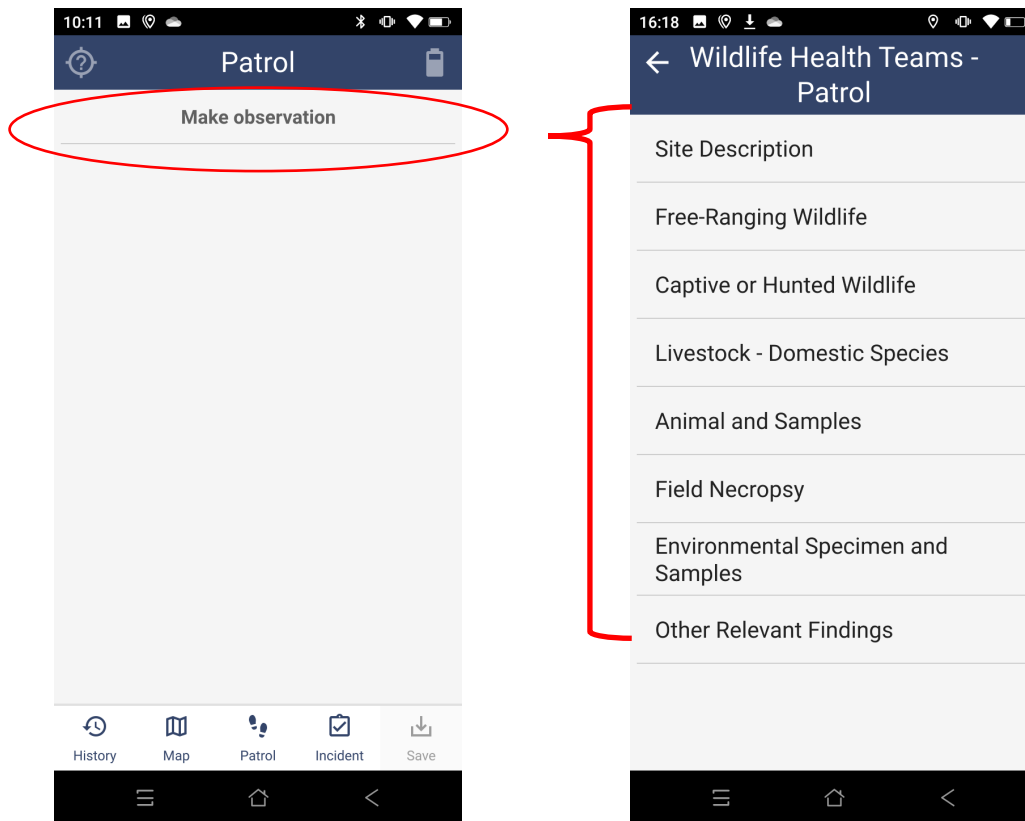 10:11
Patrol
Make observation
History Map Patrol Incident Save
16:18
Wildlife Health Teams -
Patrol
Site Description
Free-Ranging Wildlife
Captive or Hunted Wildlife
Livestock - Domestic Species
Animal and Samples
Field Necropsy
Environmental Specimen and
Samples
Other Relevant Findings